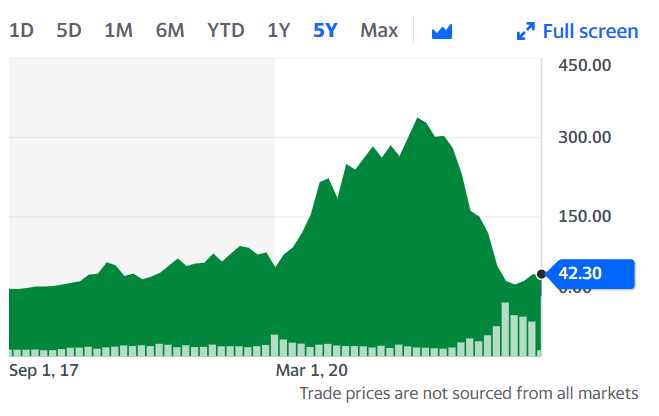 1D 5D 1M 6M YTD 1Y 5Y Max Full screen
450.00
300.00
150.00
42.30
0.00
Sep 1, 17 Mar 1, 20
Trade prices are not sourced from all markets